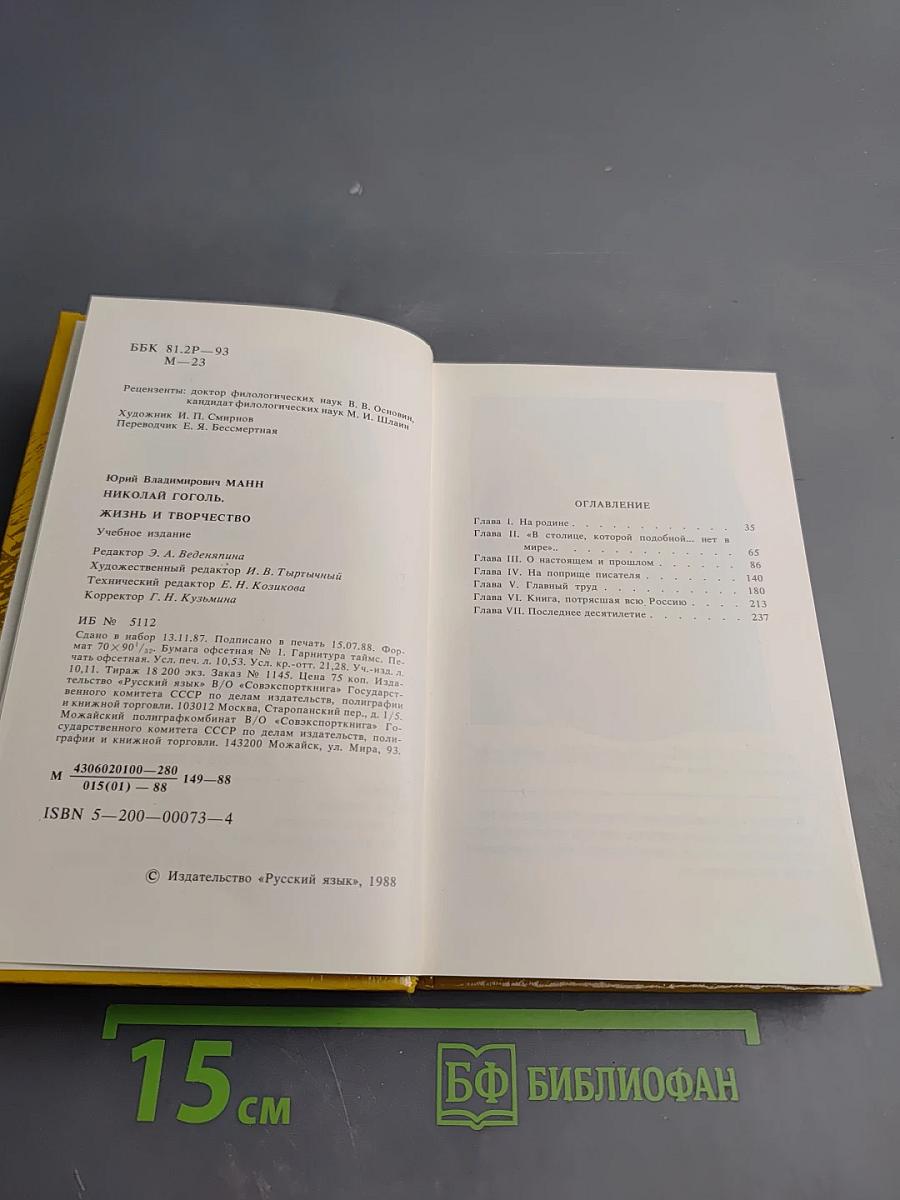 ББК 81.2Р—93
М—23
Рецензенты: доктор филологических наук В. В. Основин,
кандидат филологических наук М. И. Шлаин
Художник И. П. Смирнов
Переводчик Е. Я. Бессмертная
Юрий Владимирович МАНН
НИКОЛАЙ ГОГОЛЬ.
ЖИЗНЬ И ТВОРЧЕСТВО
Учебное издание
Редактор Э. А. Веденяпина
Художественный редактор И. В. Тыртычный
Технический редактор Е. Н. Козикова
Корректор Г. Н. Кузьмина
ИБ № 5112
Сдано в набор 13.11.87. Подписано в печать 15.07.88. Фор-
мат 70×90¹/₃₂. Бумага офсетная № 1. Гарнитура таймс. Пе-
чать офсетная. Усл. печ. л. 10,53. Усл. кр.-отт. 21,28. Уч.-изд. л.
10,11. Тираж 18 200 экз. Заказ № 1145. Цена 75 коп. Изда-
тельство «Русский язык» В/О «Совэкспорткнига» Государст-
венного комитета СССР по делам издательств, полиграфии
и книжной торговли. 103012 Москва, Старопанский пер., д. 1/5.
Можайский полиграфкомбинат В/О «Совэкспорткнига» Го-
сударственного комитета СССР по делам издательств, поли-
графии и книжной торговли. 143200 Можайск, ул. Мира, 93.
М 4306020100—280 149—88
015(01) — 88
ISBN 5—200—00073—4
© Издательство «Русский язык», 1988
ОГЛАВЛЕНИЕ
Глава I. На родине . . . . . . . . . . . . 35
Глава II. «В столице, которой подобной... нет в
мире».. . . . . . . . . . . . . 65
Глава III. О настоящем и прошлом . . . . . . . 86
Глава IV. На поприще писателя . . . . . . . . 140
Глава V. Главный труд . . . . . . . . . . 180
Глава VI. Книга, потрясшая всю Россию . . . . 213
Глава VII. Последнее десятилетие . . . . . . . 237
15 см
БФ БИБЛИОФАН